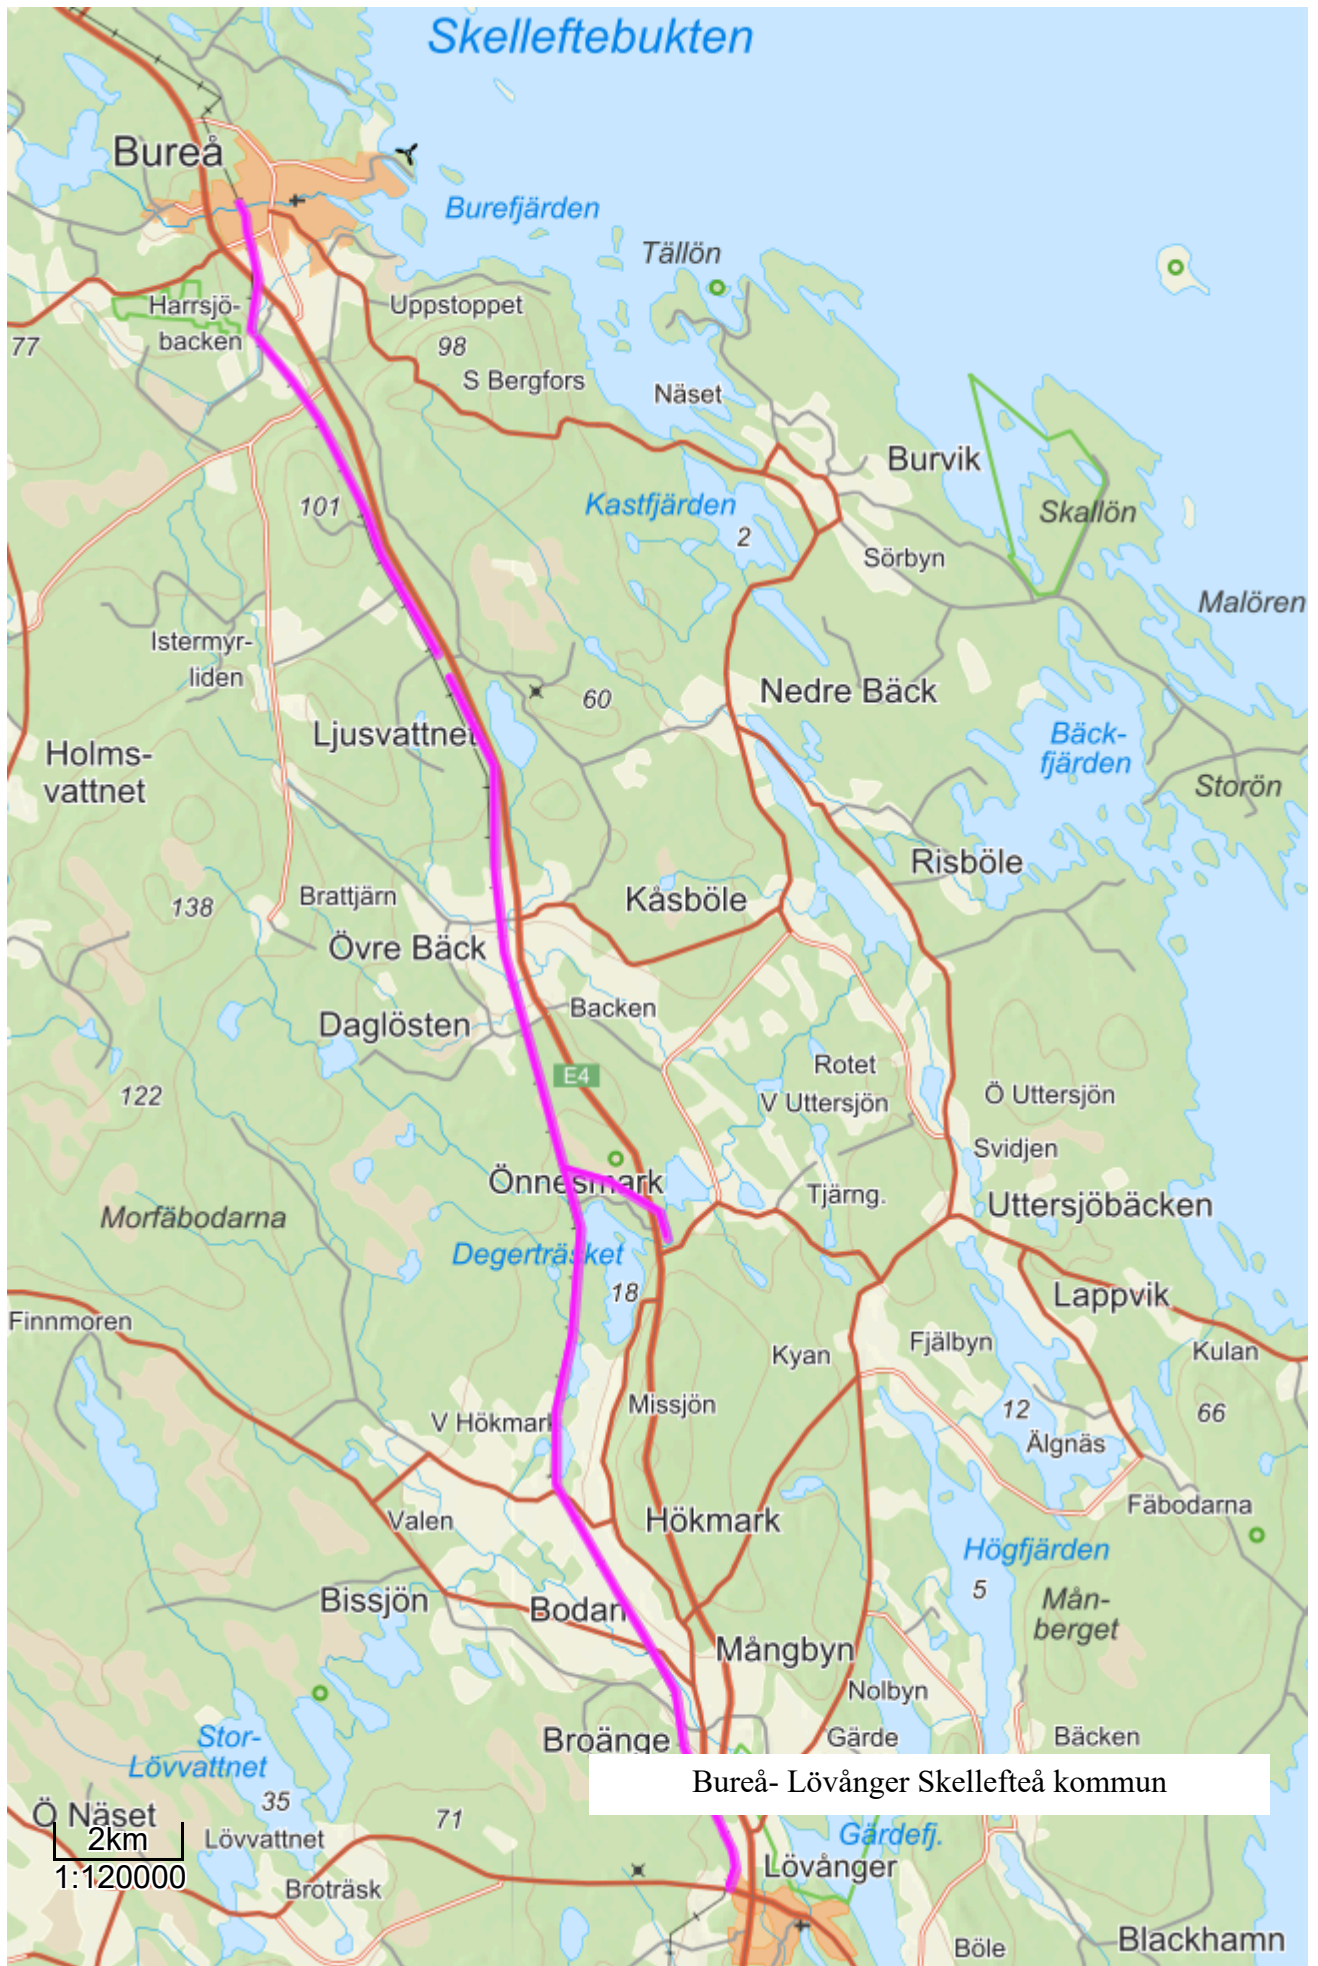 Skelleftebukten
Bureå
Burefjärden
Tällön
Harrsjö-
backen
Uppstoppet
77
98
S Bergfors
Näset
Burvik
101
Kastfjärden
2
Skallön
Sörbyn
Malören
Istermyr-
liden
60
Nedre Bäck
Ljusvattnet
Bäck-
fjärden
Holms-
vattnet
Storön
Risböle
Brattjärn
Kåsböle
138
Övre Bäck
Backen
Daglösten
Rotet
E4
122
V Uttersjön
Ö Uttersjön
Svidjen
Önnesmark
Tjärng.
Uttersjöbäcken
Morfäbodarna
Degerträsket
18
Lappvik
Finnmoren
Fjälbyn
Kyan
Kulan
Missjön
12
66
V Hökmark
Älgnäs
Valen
Hökmark
Fäbodarna
Högfjärden
5
Bissjön
Bodan
Mån-
berget
Mångbyn
Nolbyn
Stor-
Lövvattnet
Broänge
Gärde
Bäcken
Bureå- Lövånger Skellefteå kommun
35
Ö Näset
71
2km
Lövvattnet
Gärdefj.
1:120000
Lövånger
Broträsk
Böle
Blackhamn